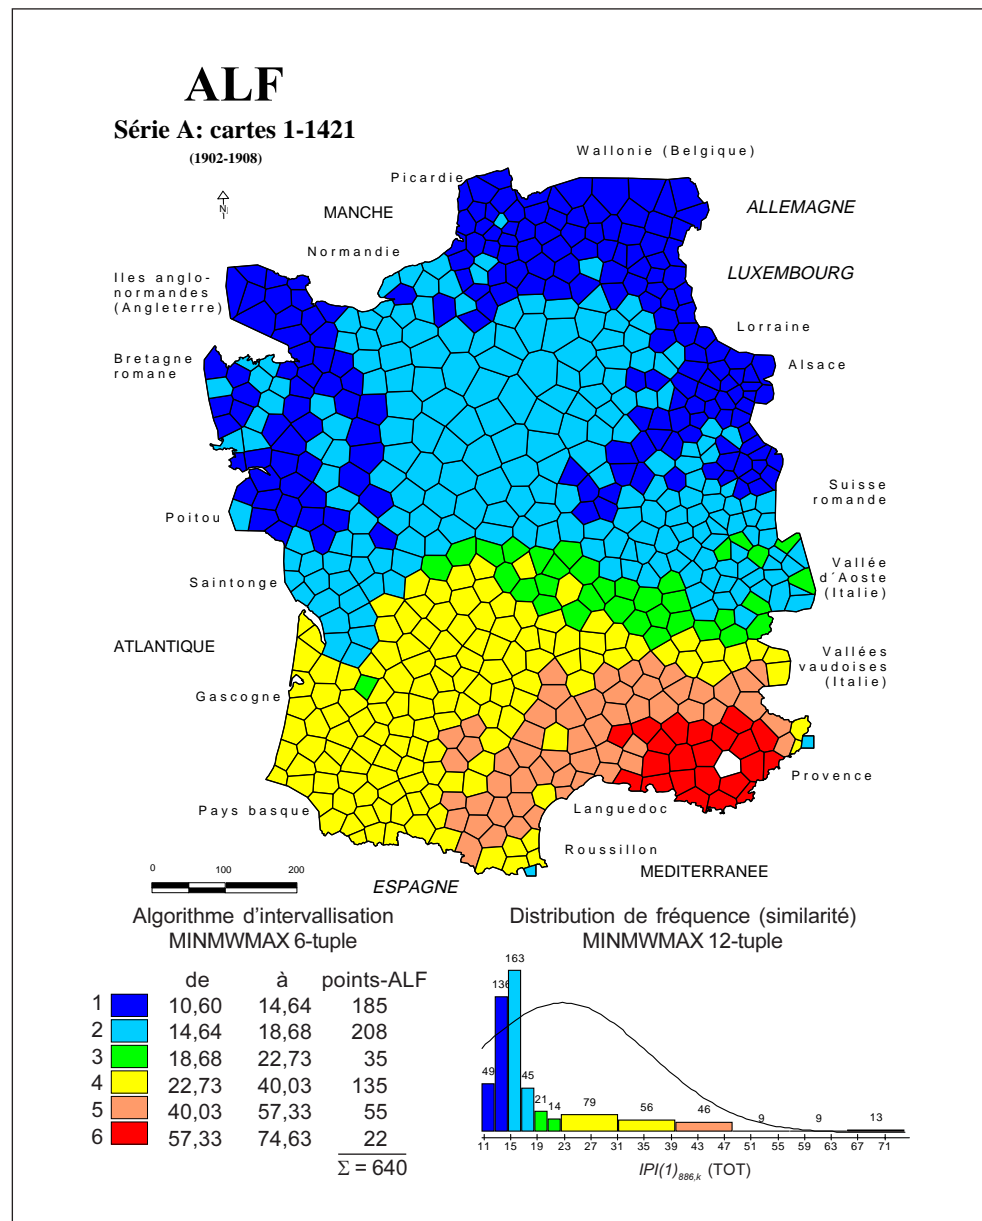 ALF
Série A: cartes 1-1421
(1902-1908)
N
Wallonie (Belgique)
Picardie
MANCHE
ALLEMAGNE
Normandie
LUXEMBOURG
Iles anglo-
normandes
(Angleterre)
Lorraine
Bretagne
romane
Alsace
Suisse
romande
Poitou
Vallée
d´Aoste
(Italie)
Saintonge
ATLANTIQUE
Vallées
vaudoises
(Italie)
Gascogne
Provence
Pays basque
Languedoc
Roussillon
MEDITERRANEE
ESPAGNE
0 100 200
Algorithme d'intervallisation
MINMWMAX 6-tuple
de à points-ALF
1 10,60 14,64 185
2 14,64 18,68 208
3 18,68 22,73 35
4 22,73 40,03 135
5 40,03 57,33 55
6 57,33 74,63 22
Σ = 640
Distribution de fréquence (similarité)
MINMWMAX 12-tuple
49 136 163 45 21 14 79 56 46 9 9 13
11 15 19 23 27 31 35 39 43 47 51 55 59 63 67 71
IPI(1)886,k (TOT)